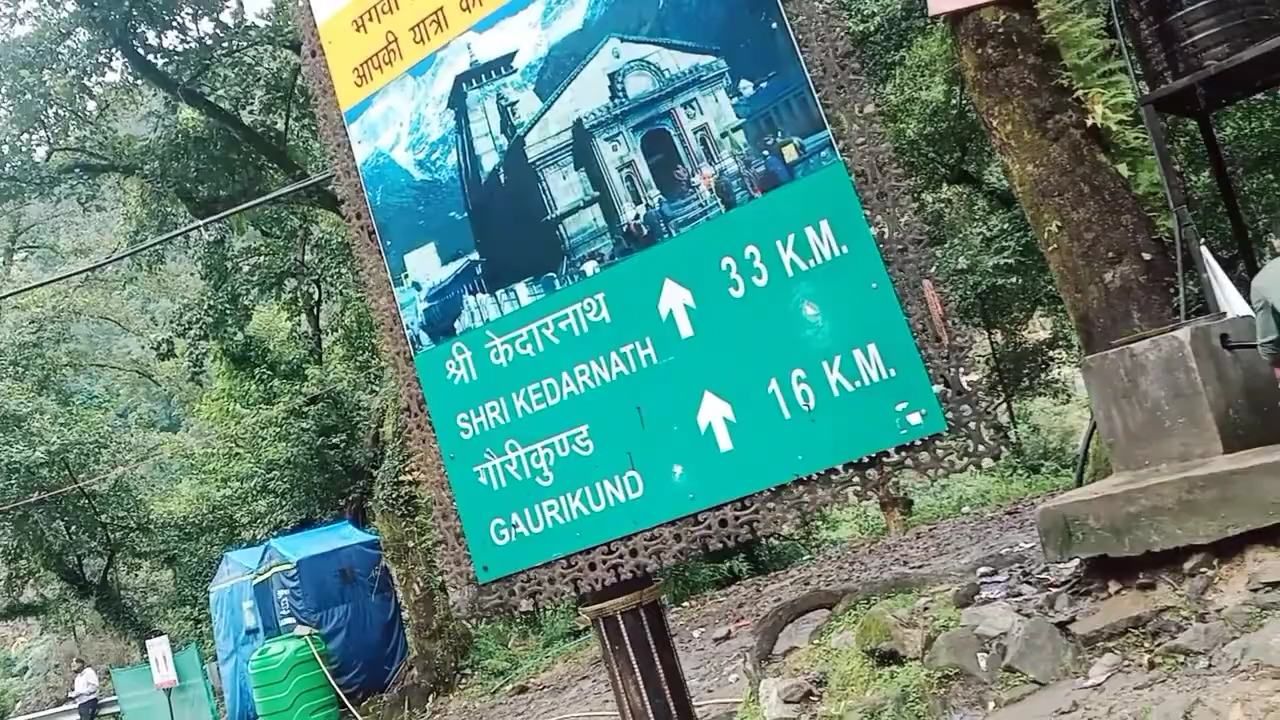 भगवा
आपकी यात्रा की
श्री केदारनाथ
SHRI KEDARNATH
33 K.M.
गौरीकुण्ड
GAURIKUND
16 K.M.